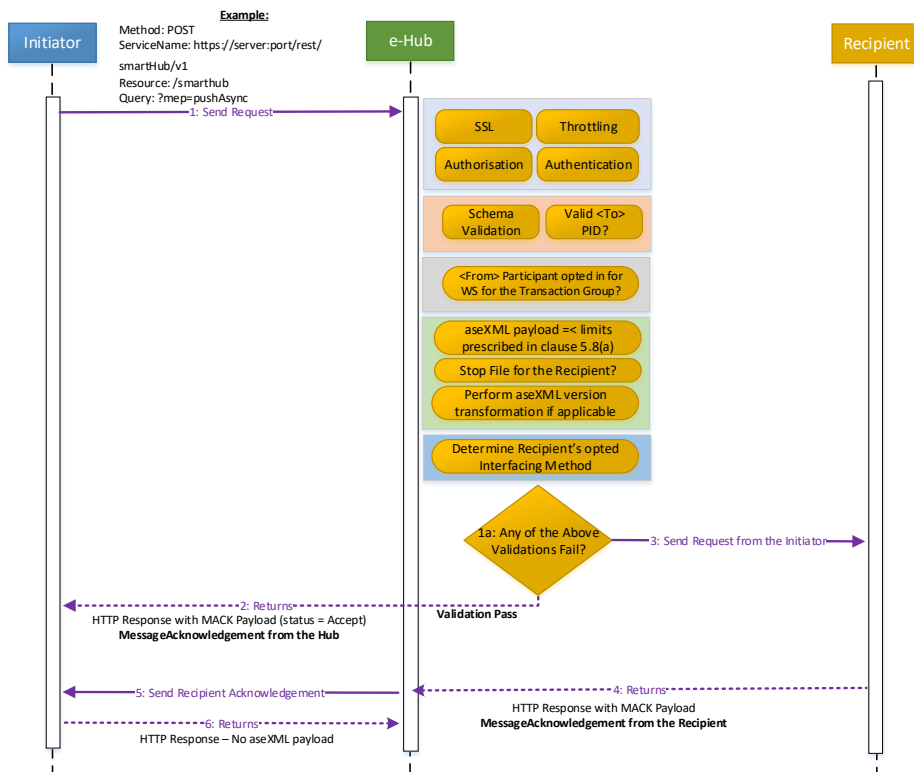 Example:
Method: POST
ServiceName: https://server:port/rest/
smartHub/v1
Resource: /smarthub
Query: ?mep=pushAsync
Initiator
e-Hub
Recipient
1: Send Request
SSL
Throttling
Authorisation
Authentication
Schema
Validation
Valid <To>
PID?
<From> Participant opted in for
WS for the Transaction Group?
aseXML payload =< limits
prescribed in clause 5.8(a)
Stop File for the Recipient?
Perform aseXML version
transformation if applicable
Determine Recipient's opted
Interfacing Method
1a: Any of the Above
Validations Fail?
3: Send Request from the Initiator
2: Returns
HTTP Response with MACK Payload (status = Accept)
MessageAcknowledgement from the Hub
Validation Pass
4: Returns
HTTP Response with MACK Payload
MessageAcknowledgement from the Recipient
5: Send Recipient Acknowledgement
6: Returns
HTTP Response – No aseXML payload